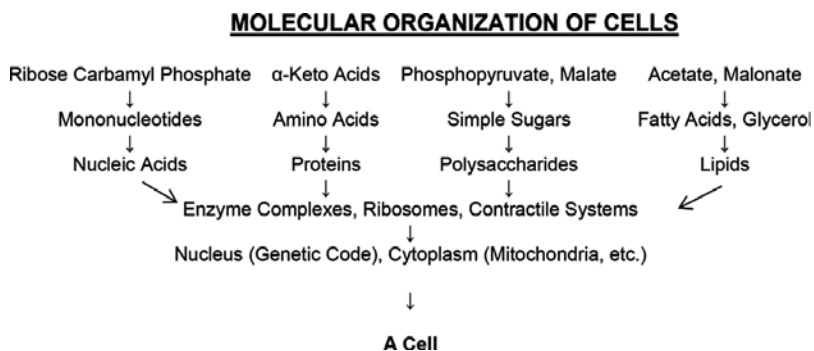 MOLECULAR ORGANIZATION OF CELLS
Ribose Carbamyl Phosphate α-Keto Acids Phosphopyruvate, Malate Acetate, Malonate
↓ ↓ ↓ ↓
Mononucleotides Amino Acids Simple Sugars Fatty Acids, Glycerol
↓ ↓ ↓ ↓
Nucleic Acids Proteins Polysaccharides Lipids
↓ ↓
Enzyme Complexes, Ribosomes, Contractile Systems
↓
Nucleus (Genetic Code), Cytoplasm (Mitochondria, etc.)
↓
A Cell